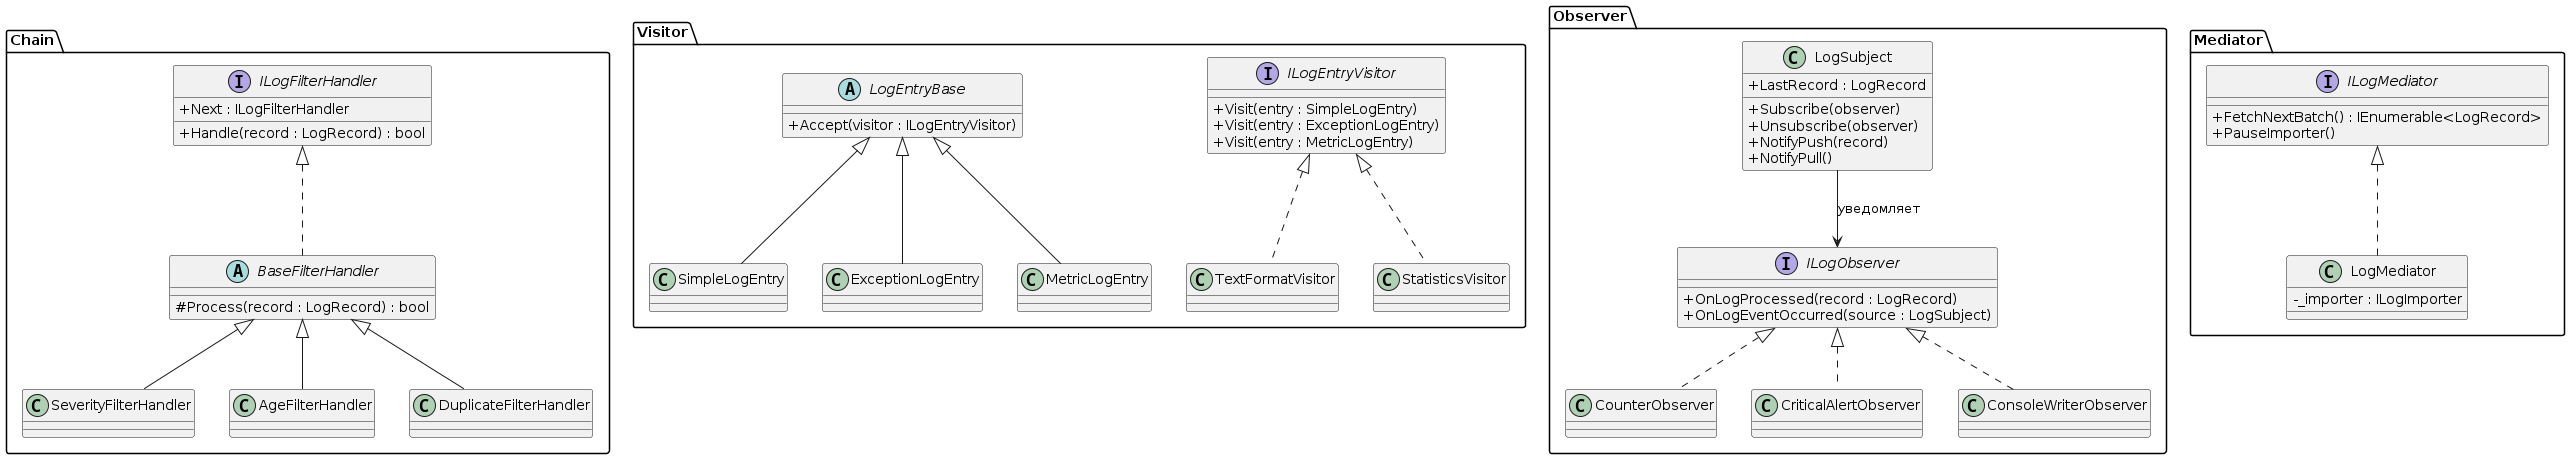 Chain
I ILogFilterHandler
+Next : ILogFilterHandler
+Handle(record : LogRecord) : bool
A BaseFilterHandler
#Process(record : LogRecord) : bool
C SeverityFilterHandler
C AgeFilterHandler
C DuplicateFilterHandler
Visitor
A LogEntryBase
+Accept(visitor : ILogEntryVisitor)
I ILogEntryVisitor
+Visit(entry : SimpleLogEntry)
+Visit(entry : ExceptionLogEntry)
+Visit(entry : MetricLogEntry)
C SimpleLogEntry
C ExceptionLogEntry
C MetricLogEntry
C TextFormatVisitor
C StatisticsVisitor
Observer
C LogSubject
+LastRecord : LogRecord
+Subscribe(observer)
+Unsubscribe(observer)
+NotifyPush(record)
+NotifyPull()
уведомляет
I ILogObserver
+OnLogProcessed(record : LogRecord)
+OnLogEventOccurred(source : LogSubject)
C CounterObserver
C CriticalAlertObserver
C ConsoleWriterObserver
Mediator
I ILogMediator
+FetchNextBatch() : IEnumerable<LogRecord>
+PauseImporter()
C LogMediator
-_importer : ILogImporter